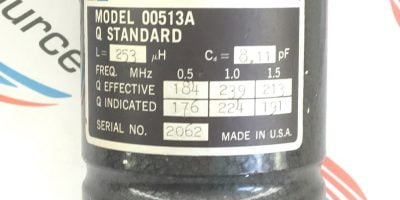 MODEL 00513A
Q STANDARD
L= 253 μH Cd= 8.11 pF
FREQ. MHz 0.5 1.0 1.5
Q EFFECTIVE 184 239 213
Q INDICATED 176 224 191
SERIAL NO. 2062 MADE IN U.S.A.